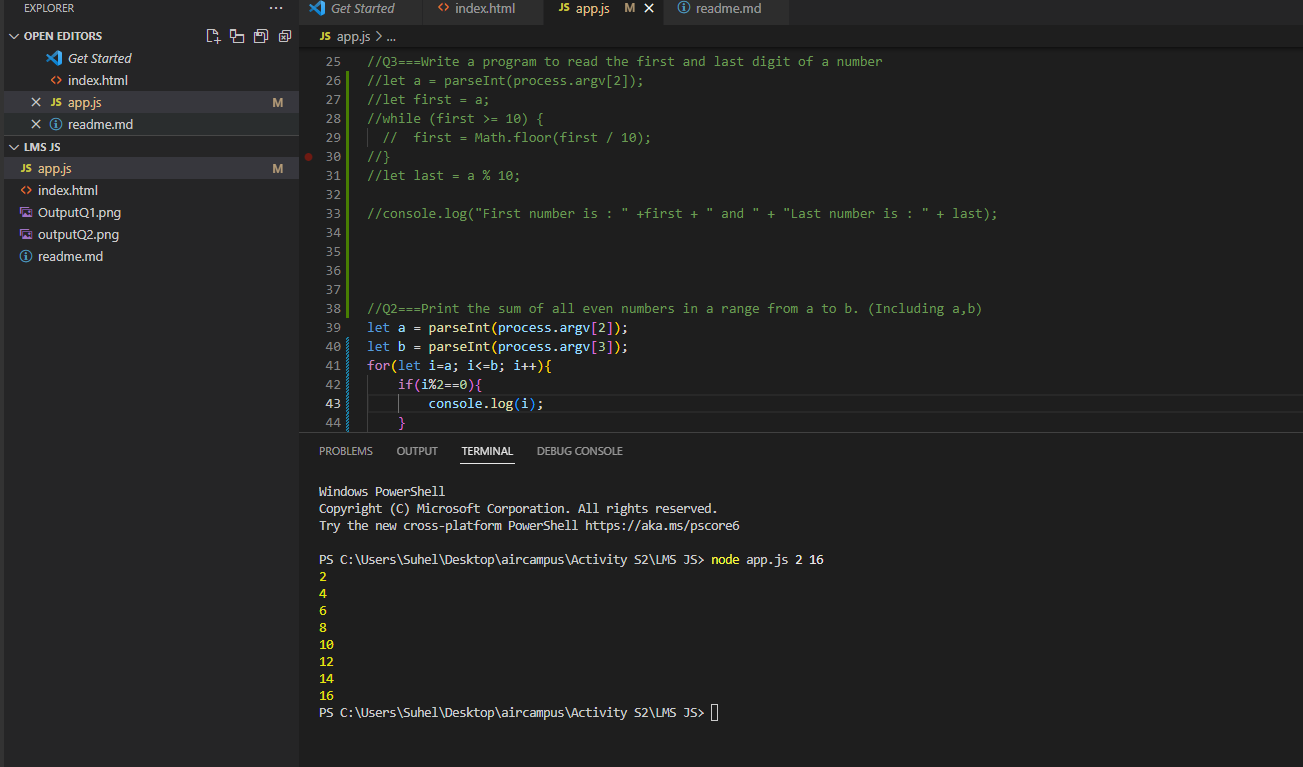 EXPLORER
···
OPEN EDITORS
Get Started
index.html
JS app.js M
readme.md
LMS JS
JS app.js M
index.html
OutputQ1.png
outputQ2.png
readme.md
Get Started
index.html
JS app.js M
readme.md
JS app.js > ...
25 //Q3===Write a program to read the first and last digit of a number
26 //let a = parseInt(process.argv[2]);
27 //let first = a;
28 //while (first >= 10) {
29 //  first = Math.floor(first / 10);
30 //}
31 //let last = a % 10;
32
33 //console.log("First number is : " +first + " and " + "Last number is : " + last);
34
35
36
37
38 //Q2===Print the sum of all even numbers in a range from a to b. (Including a,b)
39 let a = parseInt(process.argv[2]);
40 let b = parseInt(process.argv[3]);
41 for(let i=a; i<=b; i++){
42 if(i%2==0){
43 console.log(i);
44 }
PROBLEMS
OUTPUT
TERMINAL
DEBUG CONSOLE
Windows PowerShell
Copyright (C) Microsoft Corporation. All rights reserved.
Try the new cross-platform PowerShell https://aka.ms/pscore6
PS C:\Users\Suhel\Desktop\aircampus\Activity S2\LMS JS> node app.js 2 16
2
4
6
8
10
12
14
16
PS C:\Users\Suhel\Desktop\aircampus\Activity S2\LMS JS>